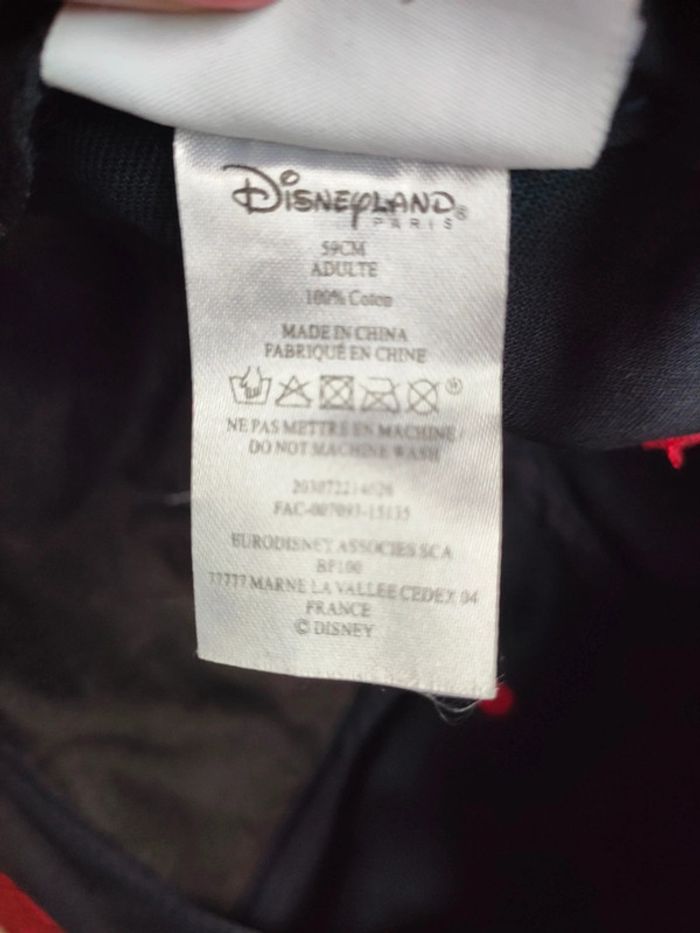 DISNEYLAND®
PARIS
59CM
ADULTE
100% Coton
MADE IN CHINA
FABRIQUÉ EN CHINE
NE PAS METTRE EN MACHINE /
DO NOT MACHINE WASH
FAC-007093-15135
EURODISNEY ASSOCIES SCA
BP100
77777 MARNE LA VALLEE CEDEX 04
FRANCE
© DISNEY